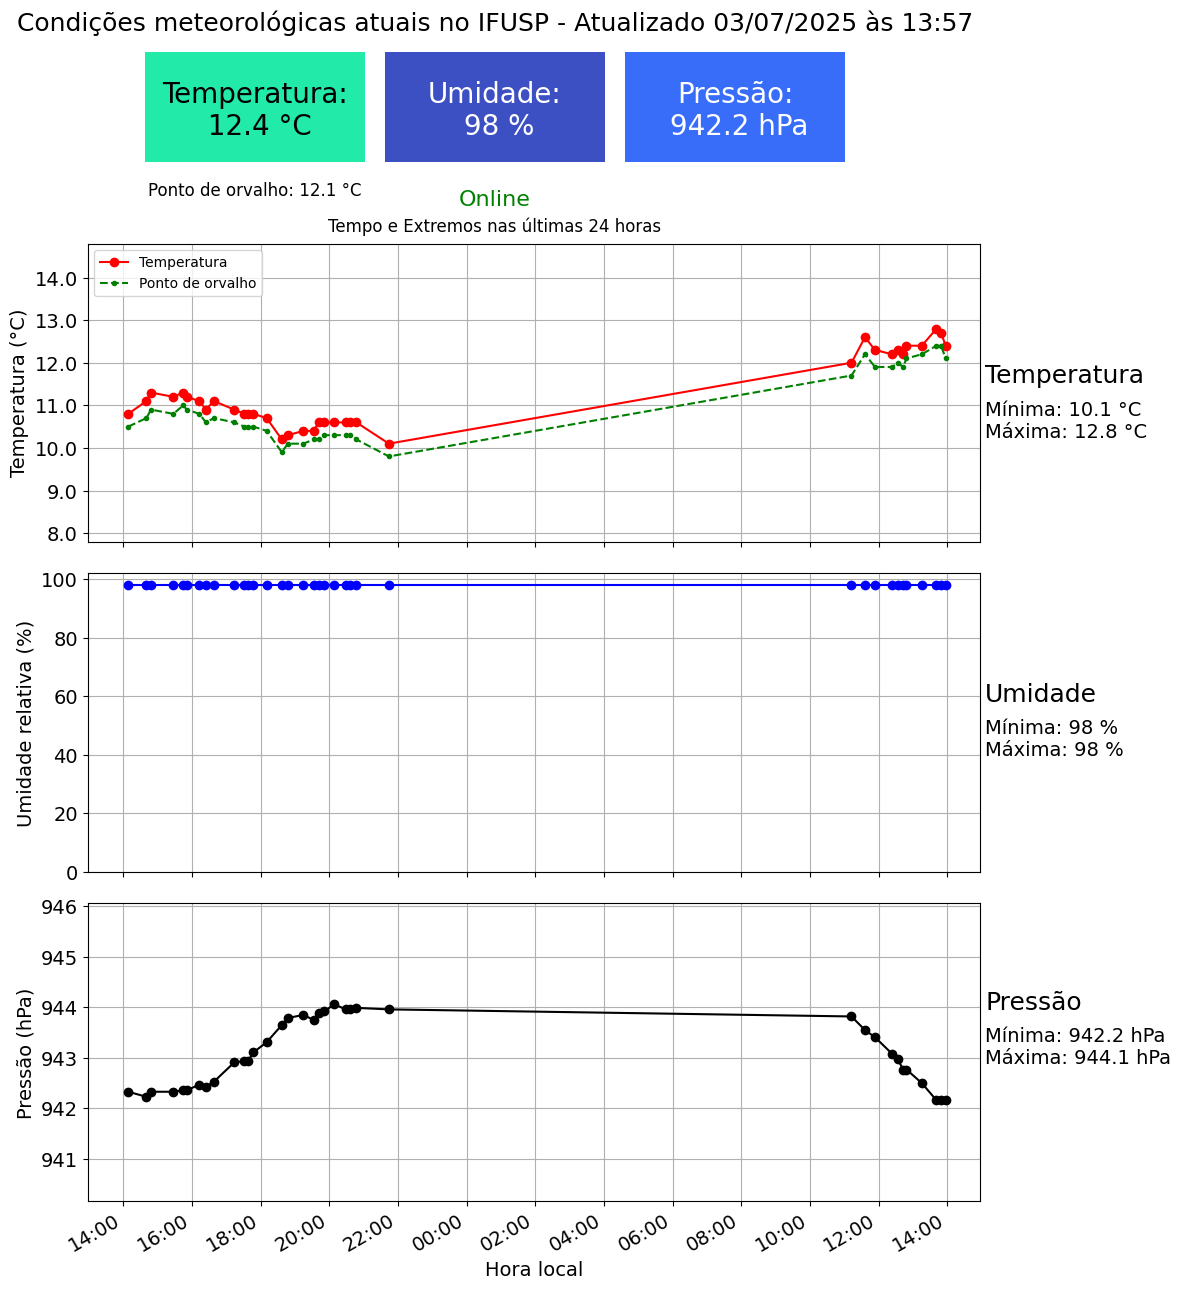 Condições meteorológicas atuais no IFUSP - Atualizado 03/07/2025 às 13:57
Temperatura:
12.4 °C
Umidade:
98 %
Pressão:
942.2 hPa
Ponto de orvalho: 12.1 °C
Online
Tempo e Extremos nas últimas 24 horas
Temperatura
Ponto de orvalho
Temperatura (°C)
14.0
13.0
12.0
11.0
10.0
9.0
8.0
Temperatura
Mínima: 10.1 °C
Máxima: 12.8 °C
Umidade relativa (%)
100
80
60
40
20
0
Umidade
Mínima: 98 %
Máxima: 98 %
Pressão (hPa)
946
945
944
943
942
941
Pressão
Mínima: 942.2 hPa
Máxima: 944.1 hPa
14:00 16:00 18:00 20:00 22:00 00:00 02:00 04:00 06:00 08:00 10:00 12:00 14:00
Hora local